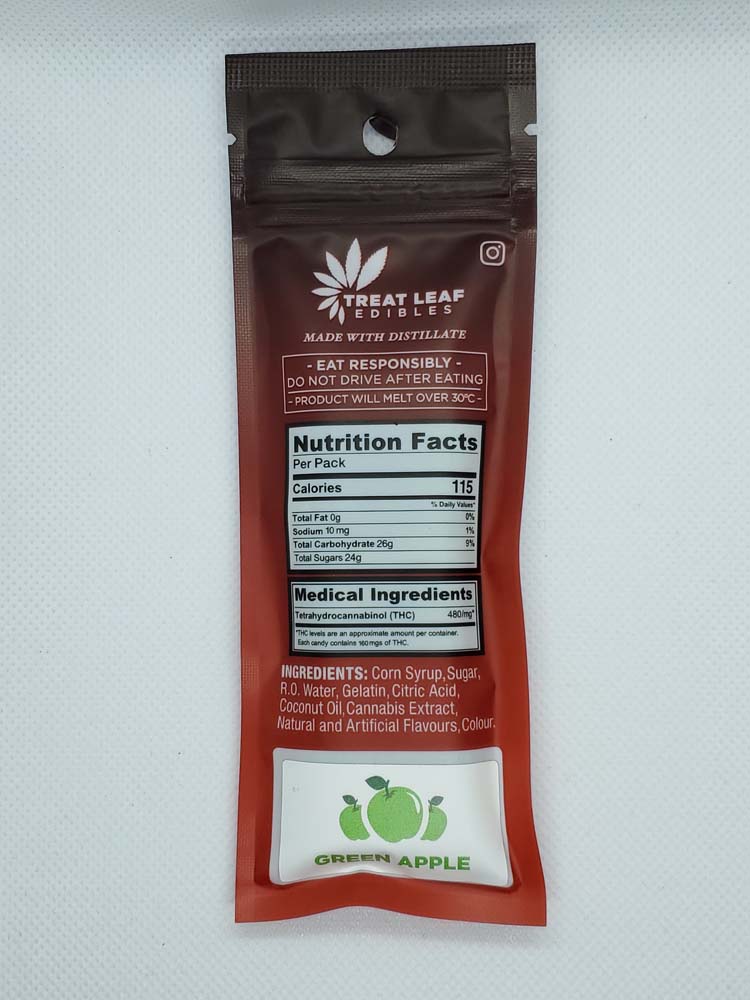 TREAT LEAF
EDIBLES
MADE WITH DISTILLATE
- EAT RESPONSIBLY -
DO NOT DRIVE AFTER EATING
- PRODUCT WILL MELT OVER 30°C -
Nutrition Facts
Per Pack
Calories 115
% Daily Values*
Total Fat 0g 0%
Sodium 10 mg 1%
Total Carbohydrate 26g 9%
Total Sugars 24g
Medical Ingredients
Tetrahydrocannabinol (THC) 480/mg*
*THC levels are an approximate amount per container.
Each candy contains 160mgs of THC.
INGREDIENTS: Corn Syrup, Sugar,
R.O. Water, Gelatin, Citric Acid,
Coconut Oil, Cannabis Extract,
Natural and Artificial Flavours, Colour.
GREEN APPLE